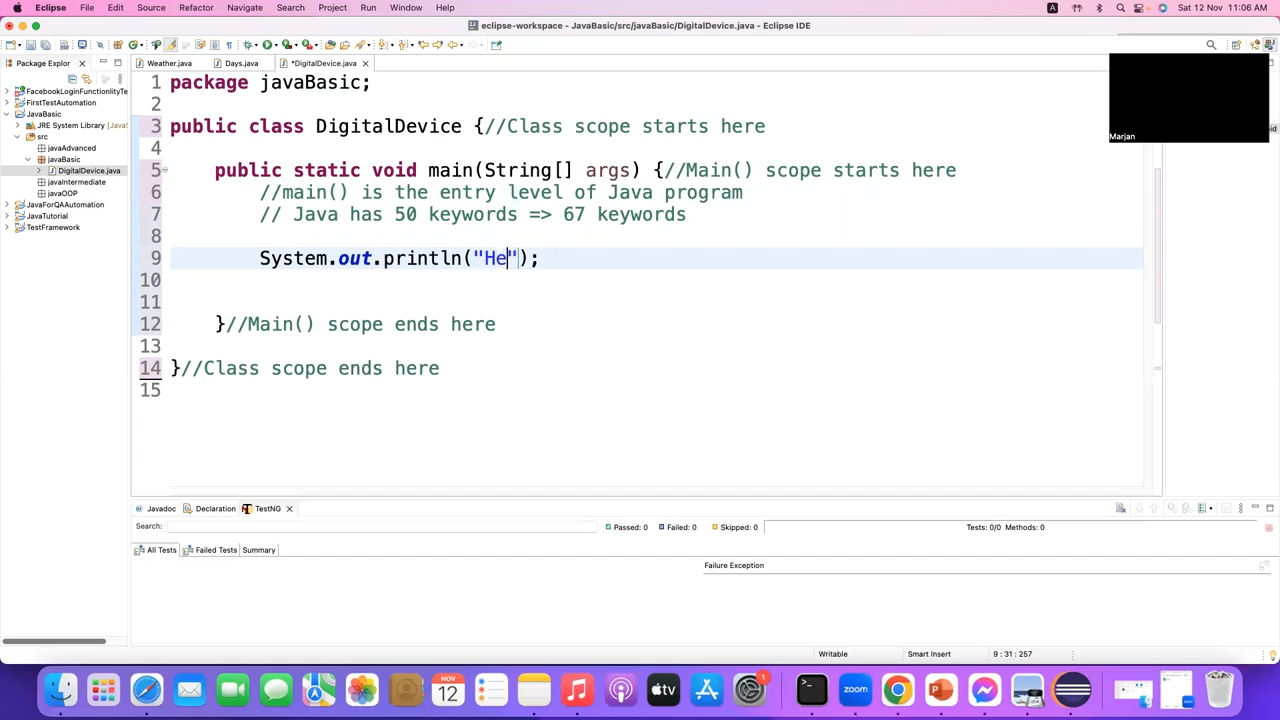 Eclipse File Edit Source Refactor Navigate Search Project Run Window Help A Sat 12 Nov 11:06 AM
eclipse-workspace - JavaBasic/src/javaBasic/DigitalDevice.java - Eclipse IDE
Package Explor
Weather.java Days.java *DigitalDevice.java
FacebookLoginFunctionlityTe
FirstTestAutomation
JavaBasic
JRE System Library [Java
src
javaAdvanced
javaBasic
DigitalDevice.java
javaIntermediate
javaOOP
JavaForQAAutomation
JavaTutorial
TestFramework
Marjan
1 package javaBasic;
2
3 public class DigitalDevice {//Class scope starts here
4
5 public static void main(String[] args) {//Main() scope starts here
6 //main() is the entry level of Java program
7 // Java has 50 keywords => 67 keywords
8
9 System.out.println("He");
10
11
12 }//Main() scope ends here
13
14 }//Class scope ends here
15
Javadoc Declaration TestNG
Search: Passed: 0 Failed: 0 Skipped: 0 Tests: 0/0 Methods: 0
All Tests Failed Tests Summary
Failure Exception
Writable Smart Insert 9 : 31 : 257
NOV
12
tv
1
zoom